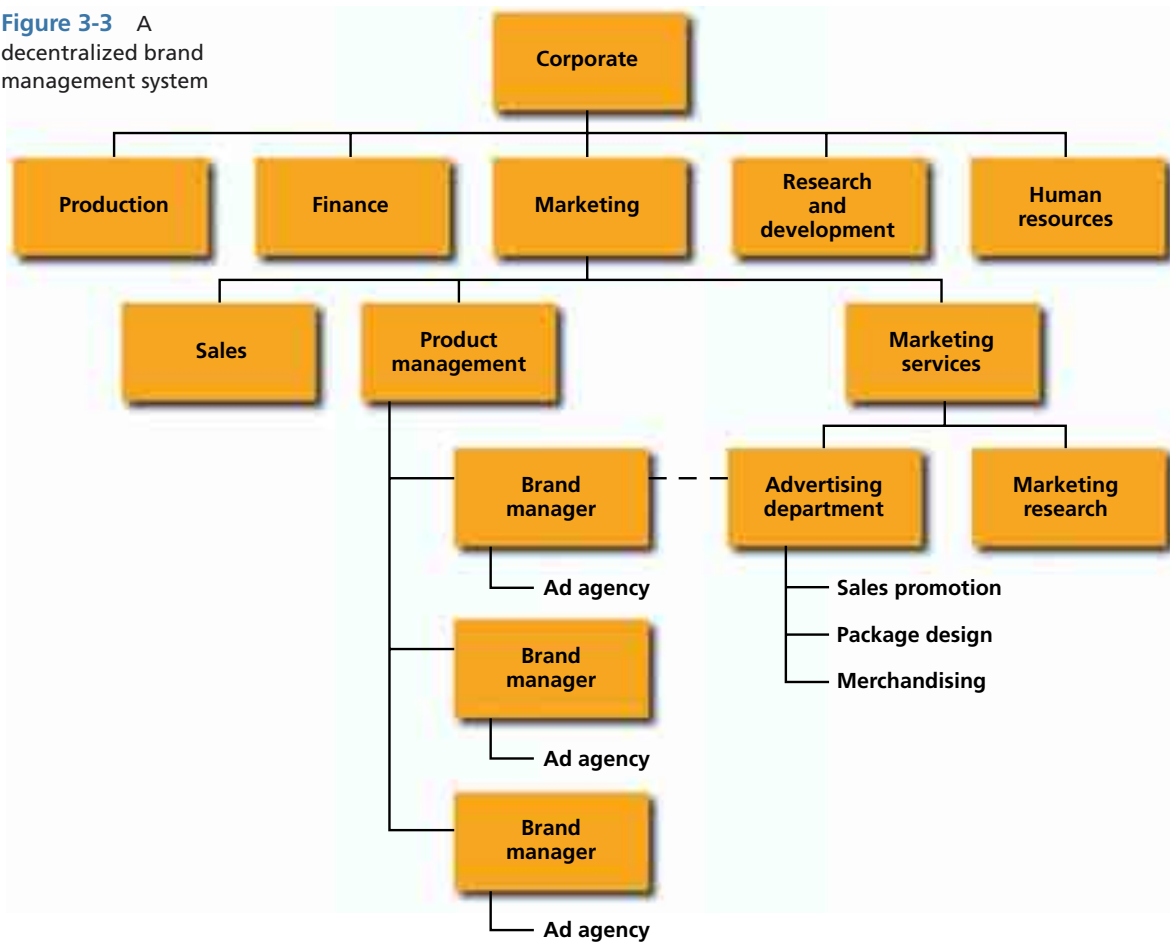 Figure 3-3 A
decentralized brand
management system
Corporate
Production
Finance
Marketing
Research
and
development
Human
resources
Sales
Product
management
Marketing
services
Brand
manager
Advertising
department
Marketing
research
Ad agency
Sales promotion
Package design
Merchandising
Brand
manager
Ad agency
Brand
manager
Ad agency